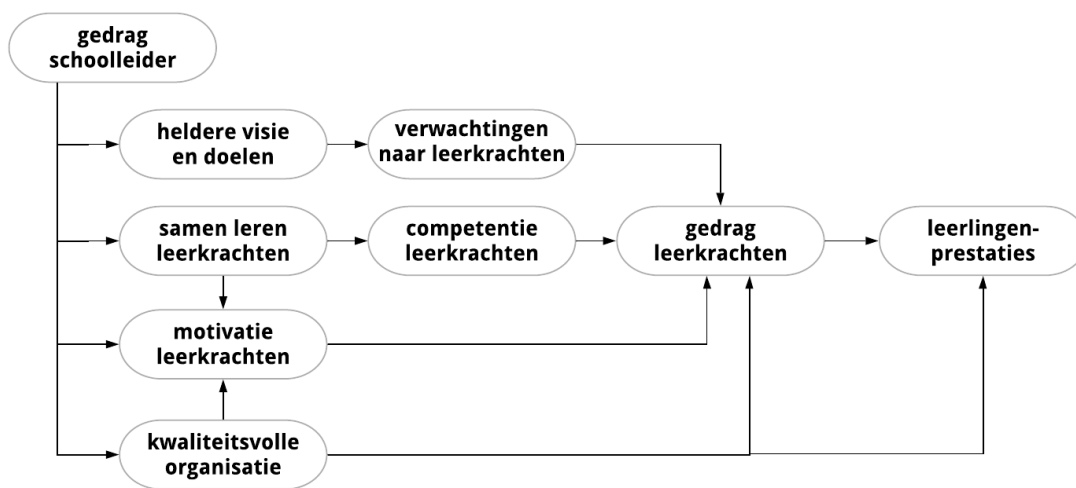 gedrag
schoolleider
heldere visie
en doelen
verwachtingen
naar leerkrachten
samen leren
leerkrachten
competentie
leerkrachten
gedrag
leerkrachten
leerlingen-
prestaties
motivatie
leerkrachten
kwaliteitsvolle
organisatie